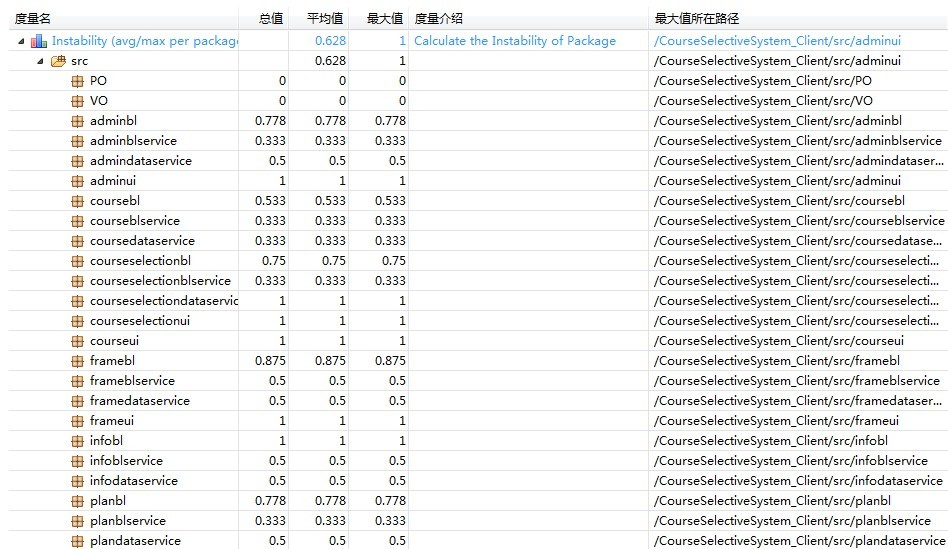 度量名 总值 平均值 最大值 度量介绍 最大值所在路径
Instability (avg/max per package 0.628 1 Calculate the Instability of Package /CourseSelectiveSystem_Client/src/adminui
src 0.628 1 /CourseSelectiveSystem_Client/src/adminui
PO 0 0 0 /CourseSelectiveSystem_Client/src/PO
VO 0 0 0 /CourseSelectiveSystem_Client/src/VO
adminbl 0.778 0.778 0.778 /CourseSelectiveSystem_Client/src/adminbl
adminblservice 0.333 0.333 0.333 /CourseSelectiveSystem_Client/src/adminblservice
admindataservice 0.5 0.5 0.5 /CourseSelectiveSystem_Client/src/admindataser...
adminui 1 1 1 /CourseSelectiveSystem_Client/src/adminui
coursebl 0.533 0.533 0.533 /CourseSelectiveSystem_Client/src/coursebl
courseblservice 0.333 0.333 0.333 /CourseSelectiveSystem_Client/src/courseblservice
coursedataservice 0.333 0.333 0.333 /CourseSelectiveSystem_Client/src/coursedatase...
courseselectionbl 0.75 0.75 0.75 /CourseSelectiveSystem_Client/src/courseselecti...
courseselectionblservice 0.333 0.333 0.333 /CourseSelectiveSystem_Client/src/courseselecti...
courseselectiondataservic 1 1 1 /CourseSelectiveSystem_Client/src/courseselecti...
courseselectionui 1 1 1 /CourseSelectiveSystem_Client/src/courseselecti...
courseui 1 1 1 /CourseSelectiveSystem_Client/src/courseui
framebl 0.875 0.875 0.875 /CourseSelectiveSystem_Client/src/framebl
frameblservice 0.5 0.5 0.5 /CourseSelectiveSystem_Client/src/frameblservice
framedataservice 0.5 0.5 0.5 /CourseSelectiveSystem_Client/src/framedataser...
frameui 1 1 1 /CourseSelectiveSystem_Client/src/frameui
infobl 1 1 1 /CourseSelectiveSystem_Client/src/infobl
infoblservice 0.5 0.5 0.5 /CourseSelectiveSystem_Client/src/infoblservice
infodataservice 0.5 0.5 0.5 /CourseSelectiveSystem_Client/src/infodataservice
planbl 0.778 0.778 0.778 /CourseSelectiveSystem_Client/src/planbl
planblservice 0.333 0.333 0.333 /CourseSelectiveSystem_Client/src/planblservice
plandataservice 0.5 0.5 0.5 /CourseSelectiveSystem_Client/src/plandataservice